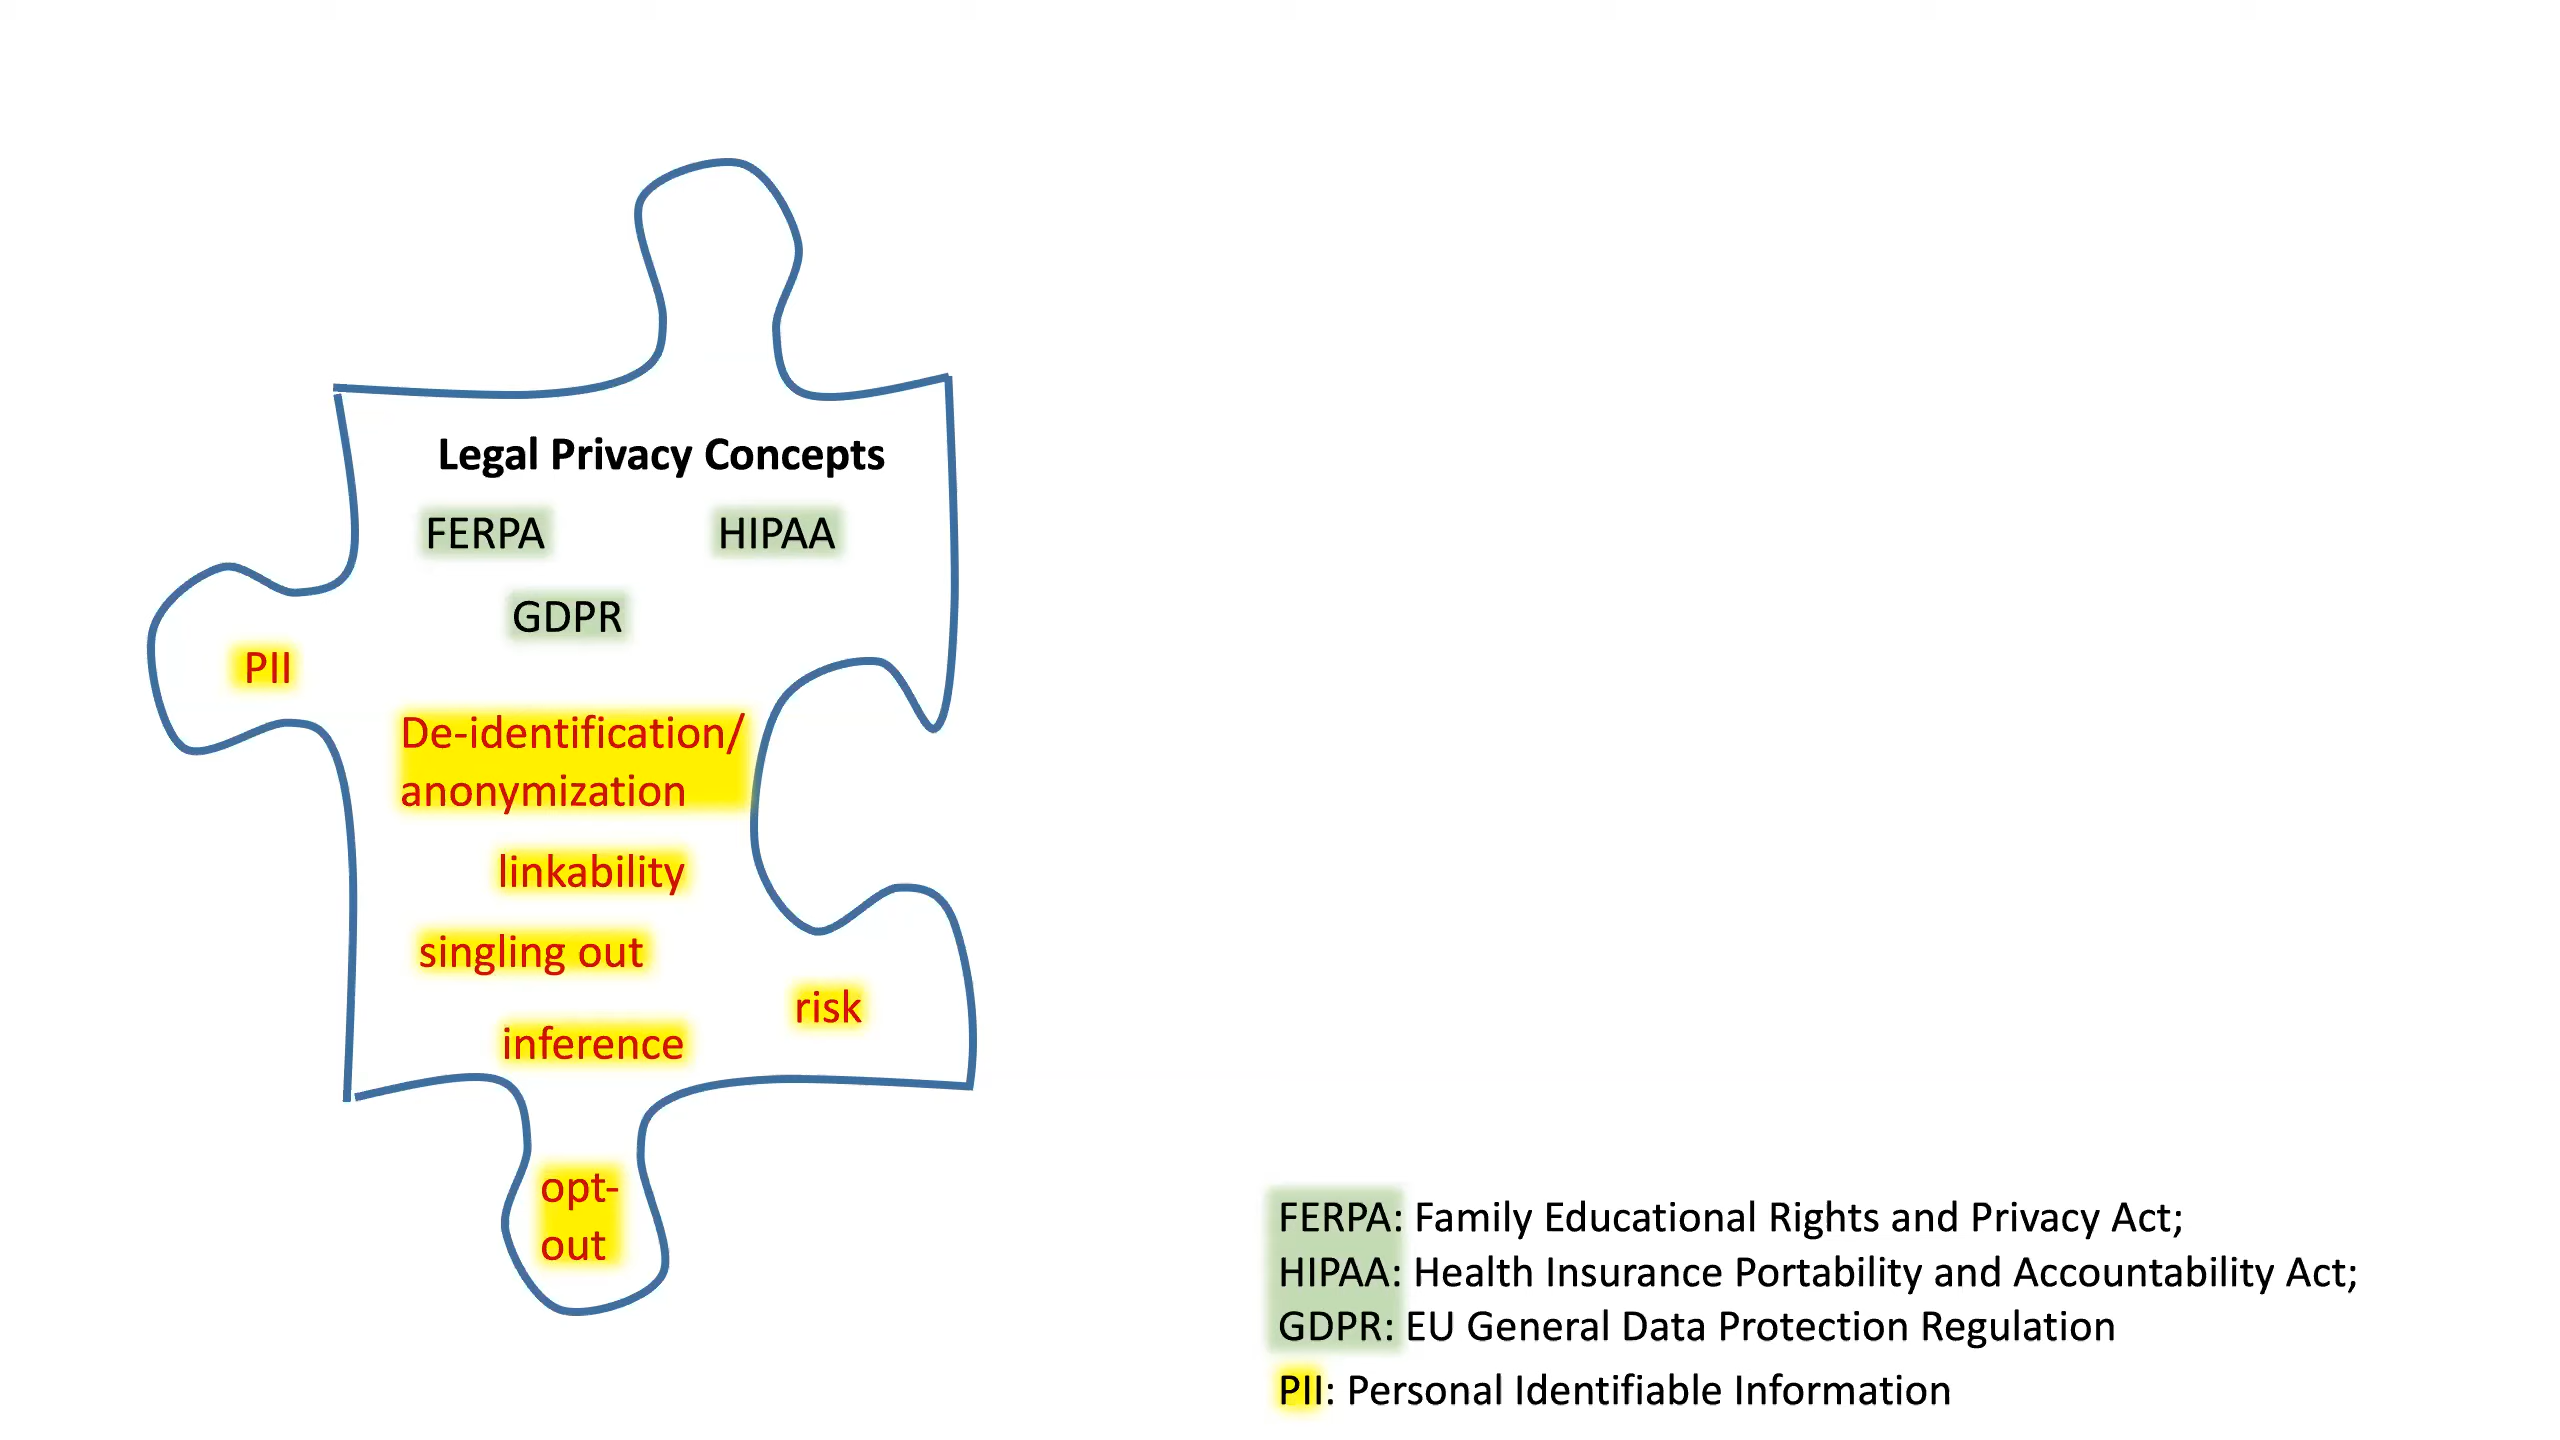 Legal Privacy Concepts
FERPA HIPAA
GDPR
PII
De-identification/
anonymization
linkability
singling out
risk
inference
opt-
out
FERPA: Family Educational Rights and Privacy Act;
HIPAA: Health Insurance Portability and Accountability Act;
GDPR: EU General Data Protection Regulation
PII: Personal Identifiable Information